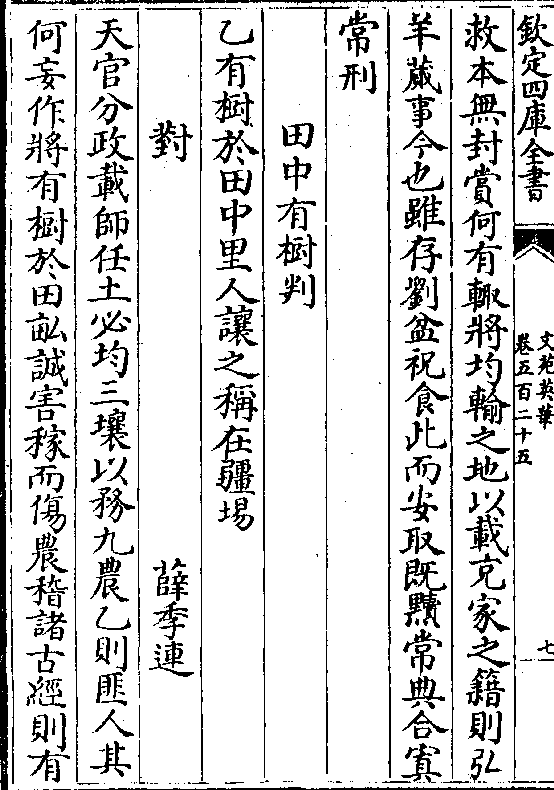 欽定四庫全書
文苑英華
卷五百二十五
七
救本無封賞何有輙將均輸之地以載克家之籍則弘
羊蕆事今也雖存劉盆祝食此而安取既黷常典合寘
常刑
田中有樹判
乙有樹於田中里人讓之稱在疆埸
對
薛季連
天官分政載師任土必均三壤以務九農乙則匪人其
何妄作將有樹於田畝誠害稼而傷農稽諸古經則有